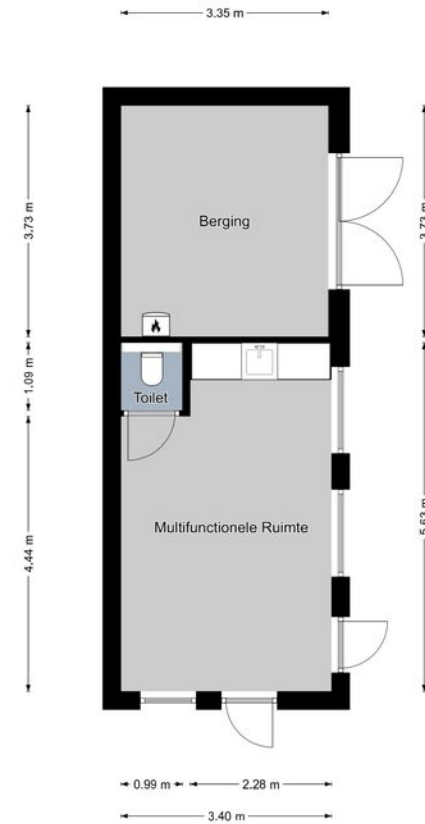 3.35 m
3.73 m
3.73 m
Berging
1.09 m
Toilet
5.63 m
Multifunctionele Ruimte
4.44 m
0.99 m
2.28 m
3.40 m